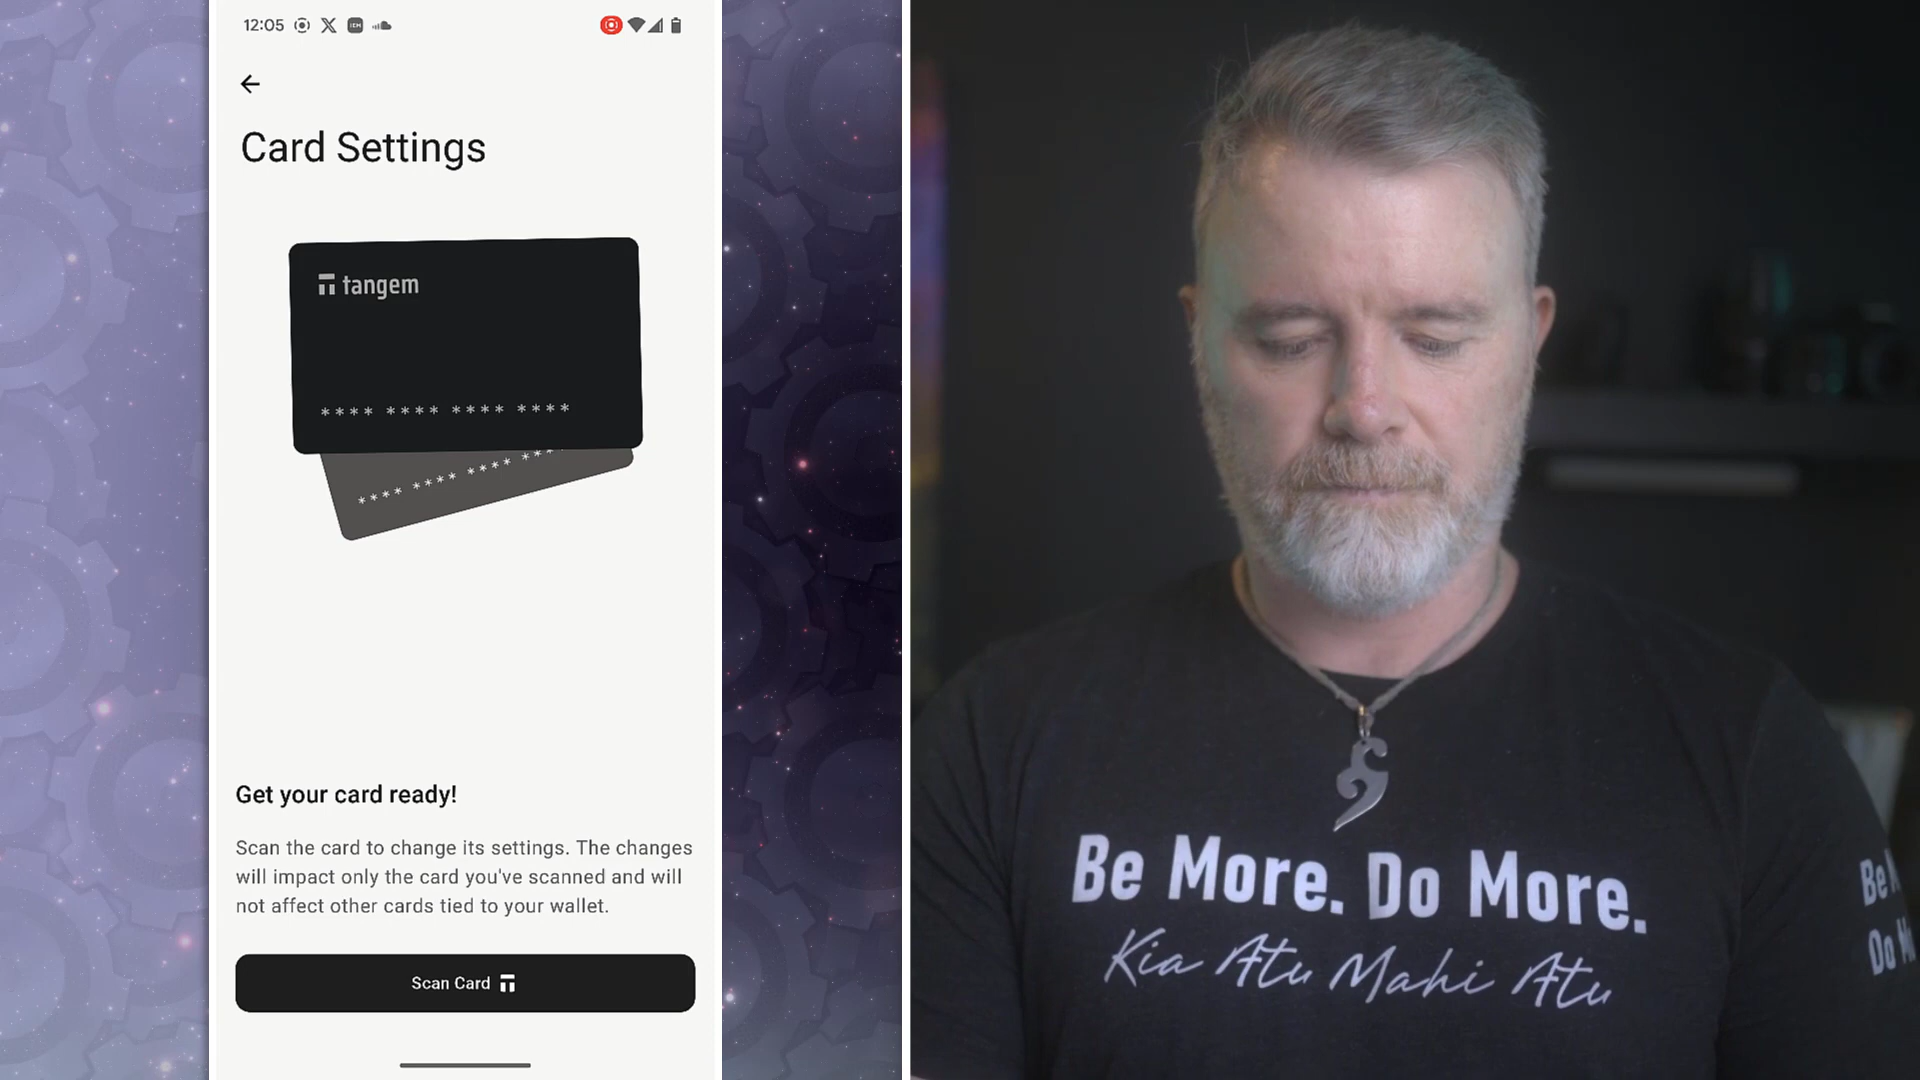 12:05
Card Settings
tangem
**** **** **** ****
**** **** **** ***
Get your card ready!
Scan the card to change its settings. The changes
will impact only the card you've scanned and will
not affect other cards tied to your wallet.
Scan Card
Be More. Do More.
Kia Atu Mahi Atu
Be
Do